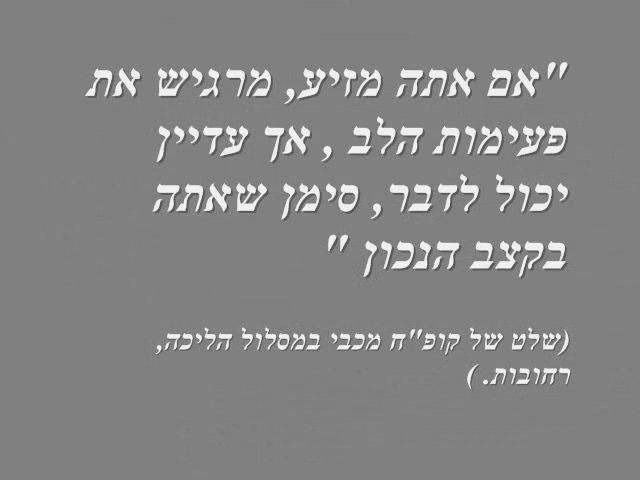 "אם אתה מזיע, מרגיש את
פעימות הלב , אך עדיין
יכול לדבר, סימן שאתה
בקצב הנכון "
(שלט של קופ"ח מכבי במסלול הליכה,
רחובות. )